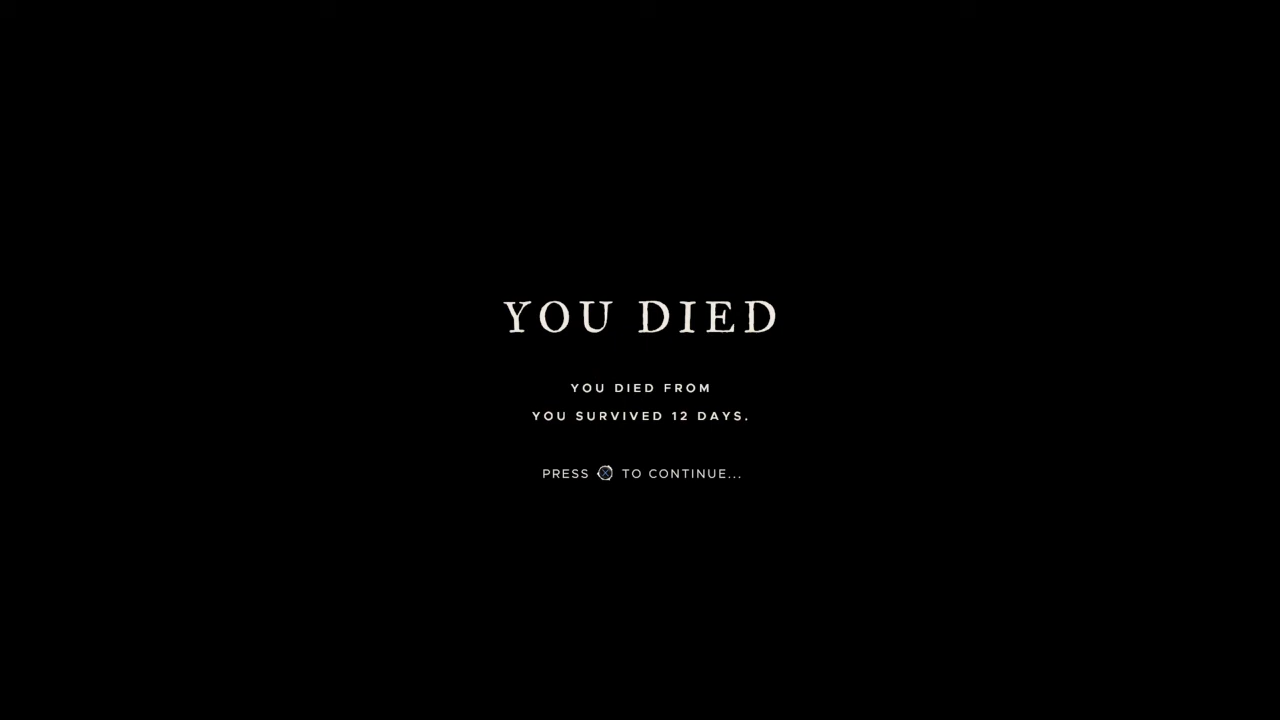 YOU DIED
YOU DIED FROM
YOU SURVIVED 12 DAYS.
PRESS TO CONTINUE...